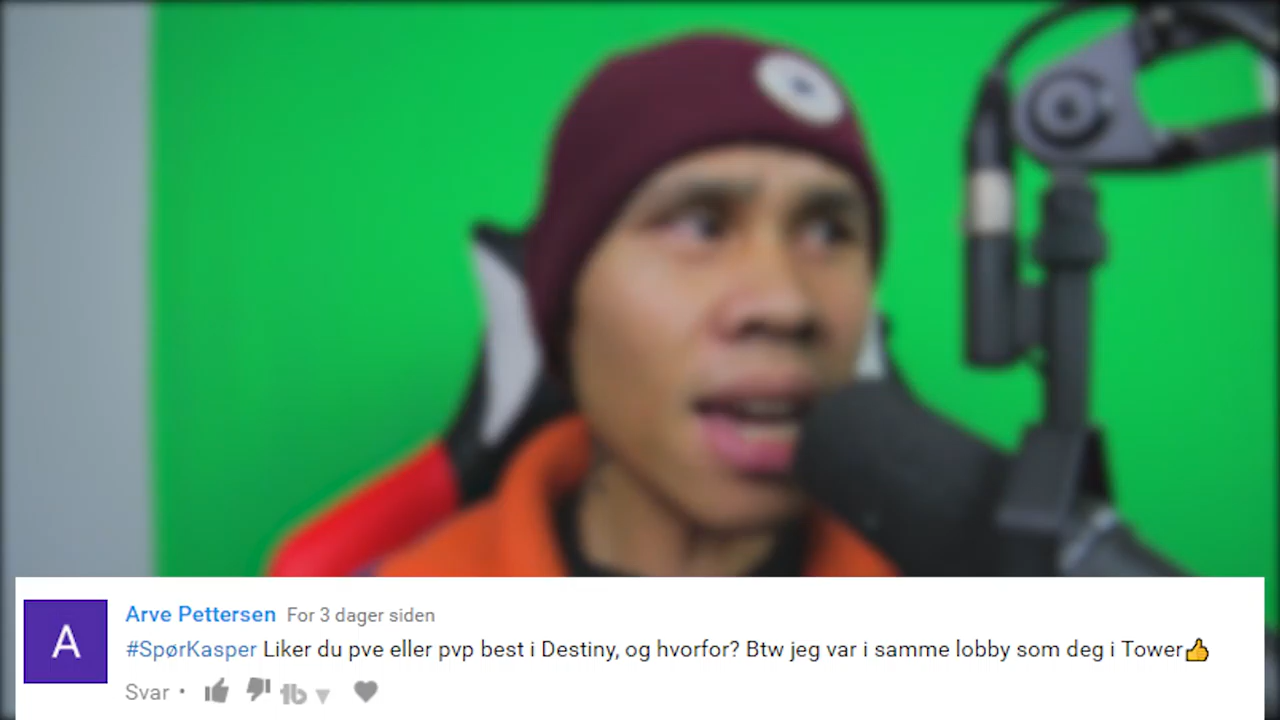 A
Arve Pettersen For 3 dager siden
#SpørKasper Liker du pve eller pvp best i Destiny, og hvorfor? Btw jeg var i samme lobby som deg i Tower👍
Svar •